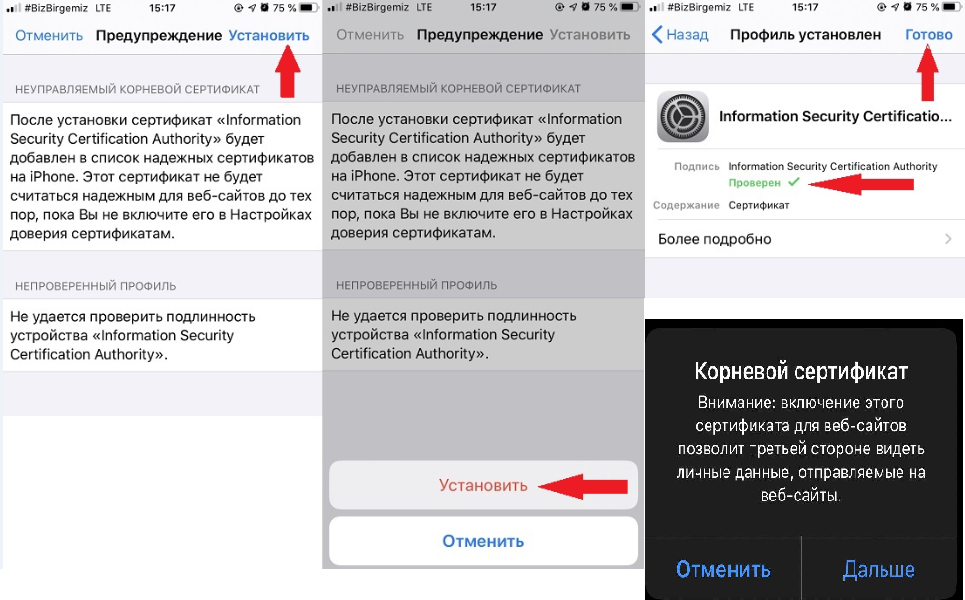 #BizBirgemiz LTE 15:17 75 %
Отменить Предупреждение Установить
НЕУПРАВЛЯЕМЫЙ КОРНЕВОЙ СЕРТИФИКАТ
После установки сертификат «Information
Security Certification Authority» будет
добавлен в список надежных сертификатов
на iPhone. Этот сертификат не будет
считаться надежным для веб-сайтов до тех
пор, пока Вы не включите его в Настройках
доверия сертификатам.
НЕПРОВЕРЕННЫЙ ПРОФИЛЬ
Не удается проверить подлинность
устройства «Information Security
Certification Authority».
#BizBirgemiz LTE 15:17 75 %
Отменить Предупреждение Установить
НЕУПРАВЛЯЕМЫЙ КОРНЕВОЙ СЕРТИФИКАТ
После установки сертификат «Information
Security Certification Authority» будет
добавлен в список надежных сертификатов
на iPhone. Этот сертификат не будет
считаться надежным для веб-сайтов до тех
пор, пока Вы не включите его в Настройках
доверия сертификатам.
НЕПРОВЕРЕННЫЙ ПРОФИЛЬ
Не удается проверить подлинность
устройства «Information Security
Certification Authority».
Установить
Отменить
#BizBirgemiz LTE 15:17 75 %
Назад Профиль установлен Готово
Information Security Certificatio...
Подпись Information Security Certification Authority
Проверен
Содержание Сертификат
Более подробно
Корневой сертификат
Внимание: включение этого
сертификата для веб-сайтов
позволит третьей стороне видеть
личные данные, отправляемые на
веб-сайты.
Отменить Дальше